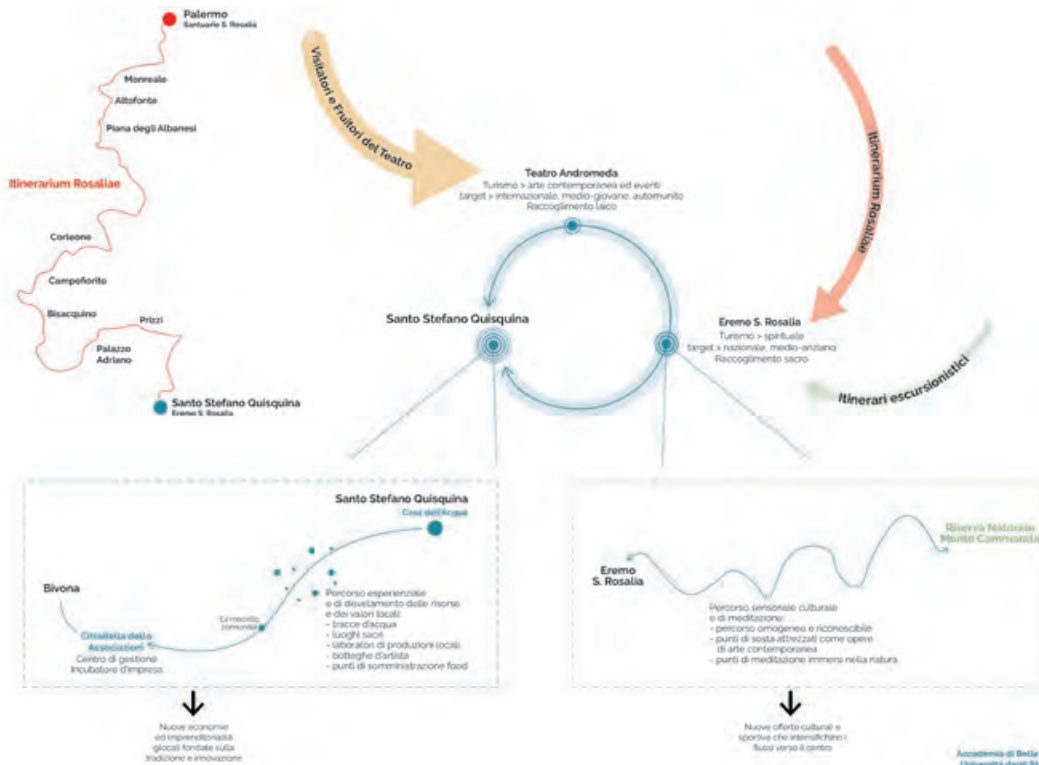 Palermo
Santuario S. Rosalia
Monreale
Altofonte
Piana degli Albanesi
Itinerarium Rosaliae
Corleone
Campofiorito
Bisacquino
Prizzi
Palazzo
Adriano
Santo Stefano Quisquina
Eremo S. Rosalia
Visitatori e Fruitori del Teatro
Teatro Andromeda
Turismo > arte contemporanea ed eventi
target > internazionale, medio-giovane, automunito
Raccoglimento laico
Santo Stefano Quisquina
Itinerarium Rosaliae
Eremo S. Rosalia
Turismo > spirituale
target > nazionale, medio-anziano
Raccoglimento sacro
Itinerari escursionistici
Santo Stefano Quisquina
Casa dell'Acqua
Bivona
Ex macello
comunale
Cittadella delle
Associazioni
Centro di gestione
Incubatore d'impresa
Percorso esperienziale
e di disvelamento delle risorse
e dei valori locali:
- tracce d'acqua
- luoghi sacri
- laboratori di produzioni locali
- botteghe d'artista
- punti di somministrazione food
Nuove economie
ed imprenditorialità
glocali fondate sulla
tradizione e innovazione
Eremo
S. Rosalia
Riserva Naturale
Monte Cammarata
Percorso sensoriale culturale
e di meditazione:
- percorso omogeneo e riconoscibile
- punti di sosta attrezzati come opere
di arte contemporanea
- punti di meditazione immersi nella natura
Nuove offerte culturali e
sportive che intensifichino i
flussi verso il centro
Accademia di Belle
Università degli